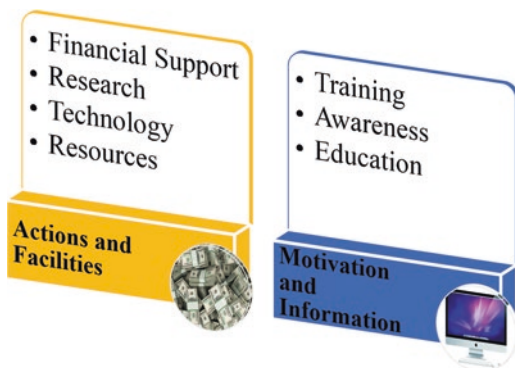 • Financial Support
• Research
• Technology
• Resources
Actions and
Facilities
• Training
• Awareness
• Education
Motivation
and
Information